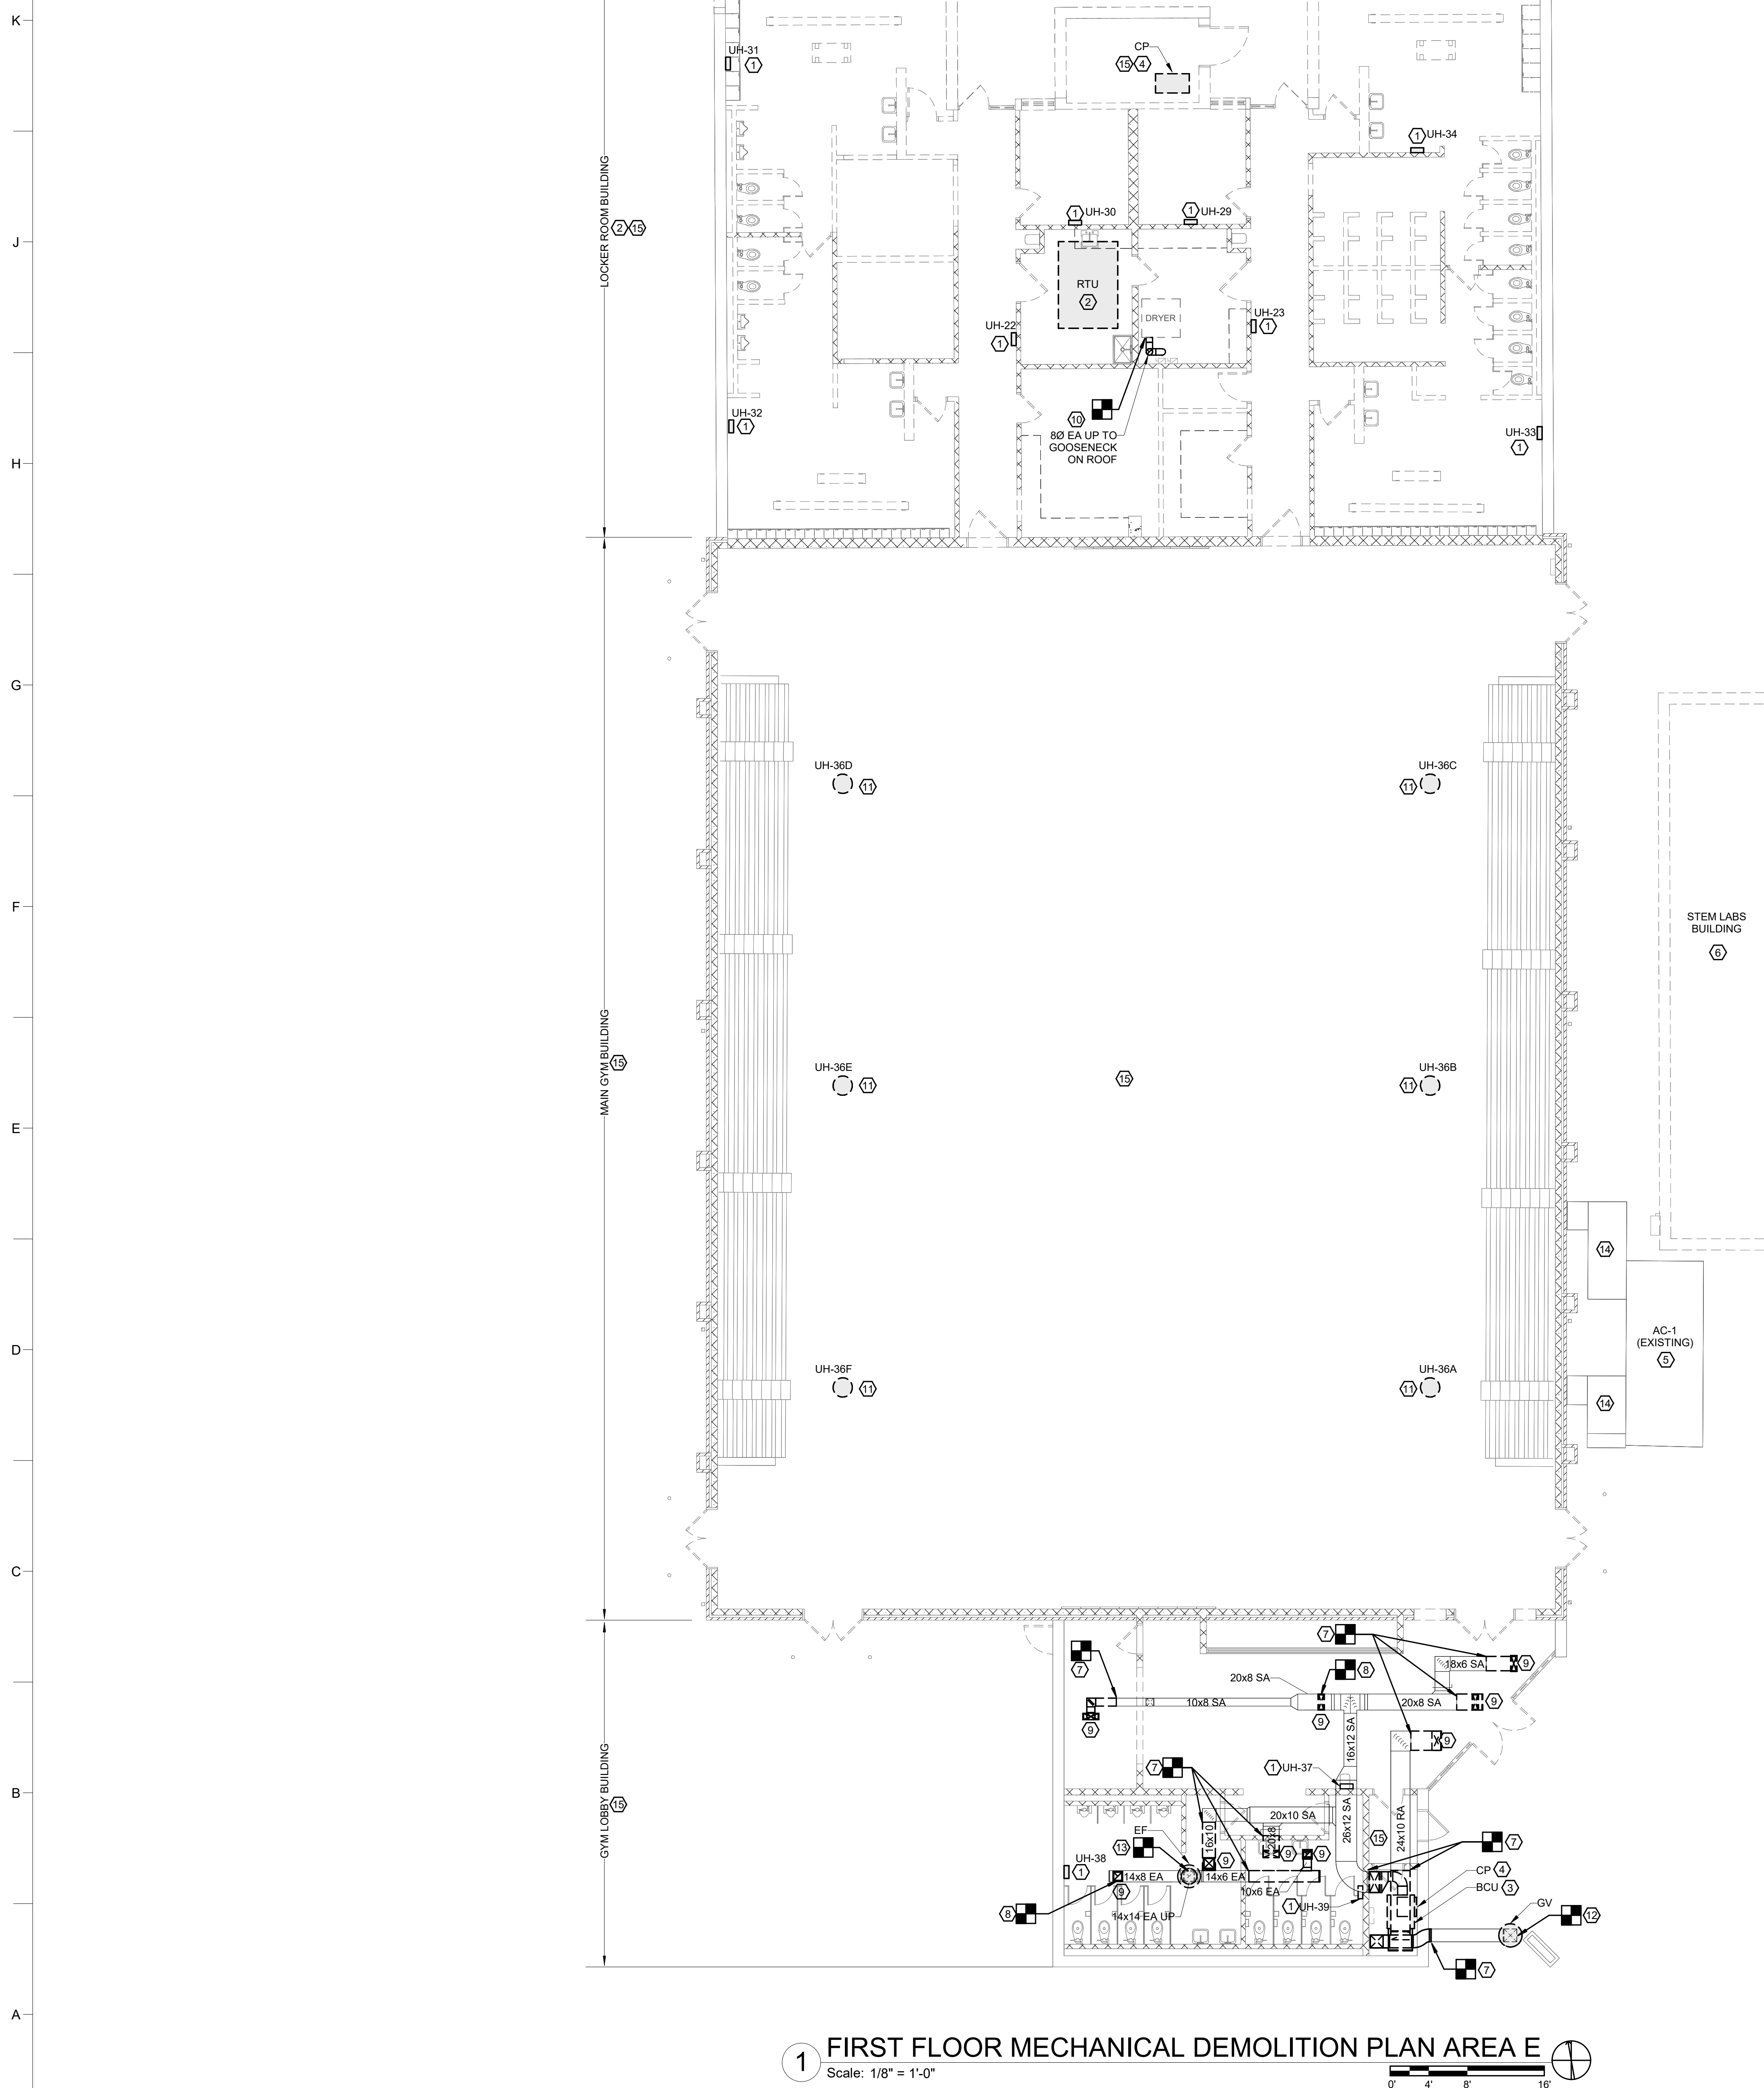 K
UH-31
1
CP
15 4
1 UH-34
LOCKER ROOM BUILDING
2 15
J
1 UH-30
1 UH-29
RTU
2
DRYER
UH-22
1
UH-23
1
UH-32
1
10
8Ø EA UP TO
GOOSENECK
ON ROOF
UH-33
1
H
G
UH-36D
11
UH-36C
11
F
STEM LABS
BUILDING
6
MAIN GYM BUILDING
15
UH-36E
11
15
UH-36B
11
E
14
D
AC-1
(EXISTING)
5
UH-36F
11
UH-36A
11
14
C
7
7
18x6 SA
9
20x8 SA
8
10x8 SA
20x8 SA
9
9
9
16x12 SA
9
GYM LOBBY BUILDING
15
B
7
1 UH-37
20x10 SA
26x12 SA
15
24x10 RA
EF
13
16x10
20x8
9
9
9
7
UH-38
1
14x8 EA
14x6 EA
CP 4
9
10x6 EA
BCU 3
8
14x14 EA UP
1 UH-39
GV
12
7
A
1
FIRST FLOOR MECHANICAL DEMOLITION PLAN AREA E
Scale: 1/8" = 1'-0"
0' 4' 8' 16'